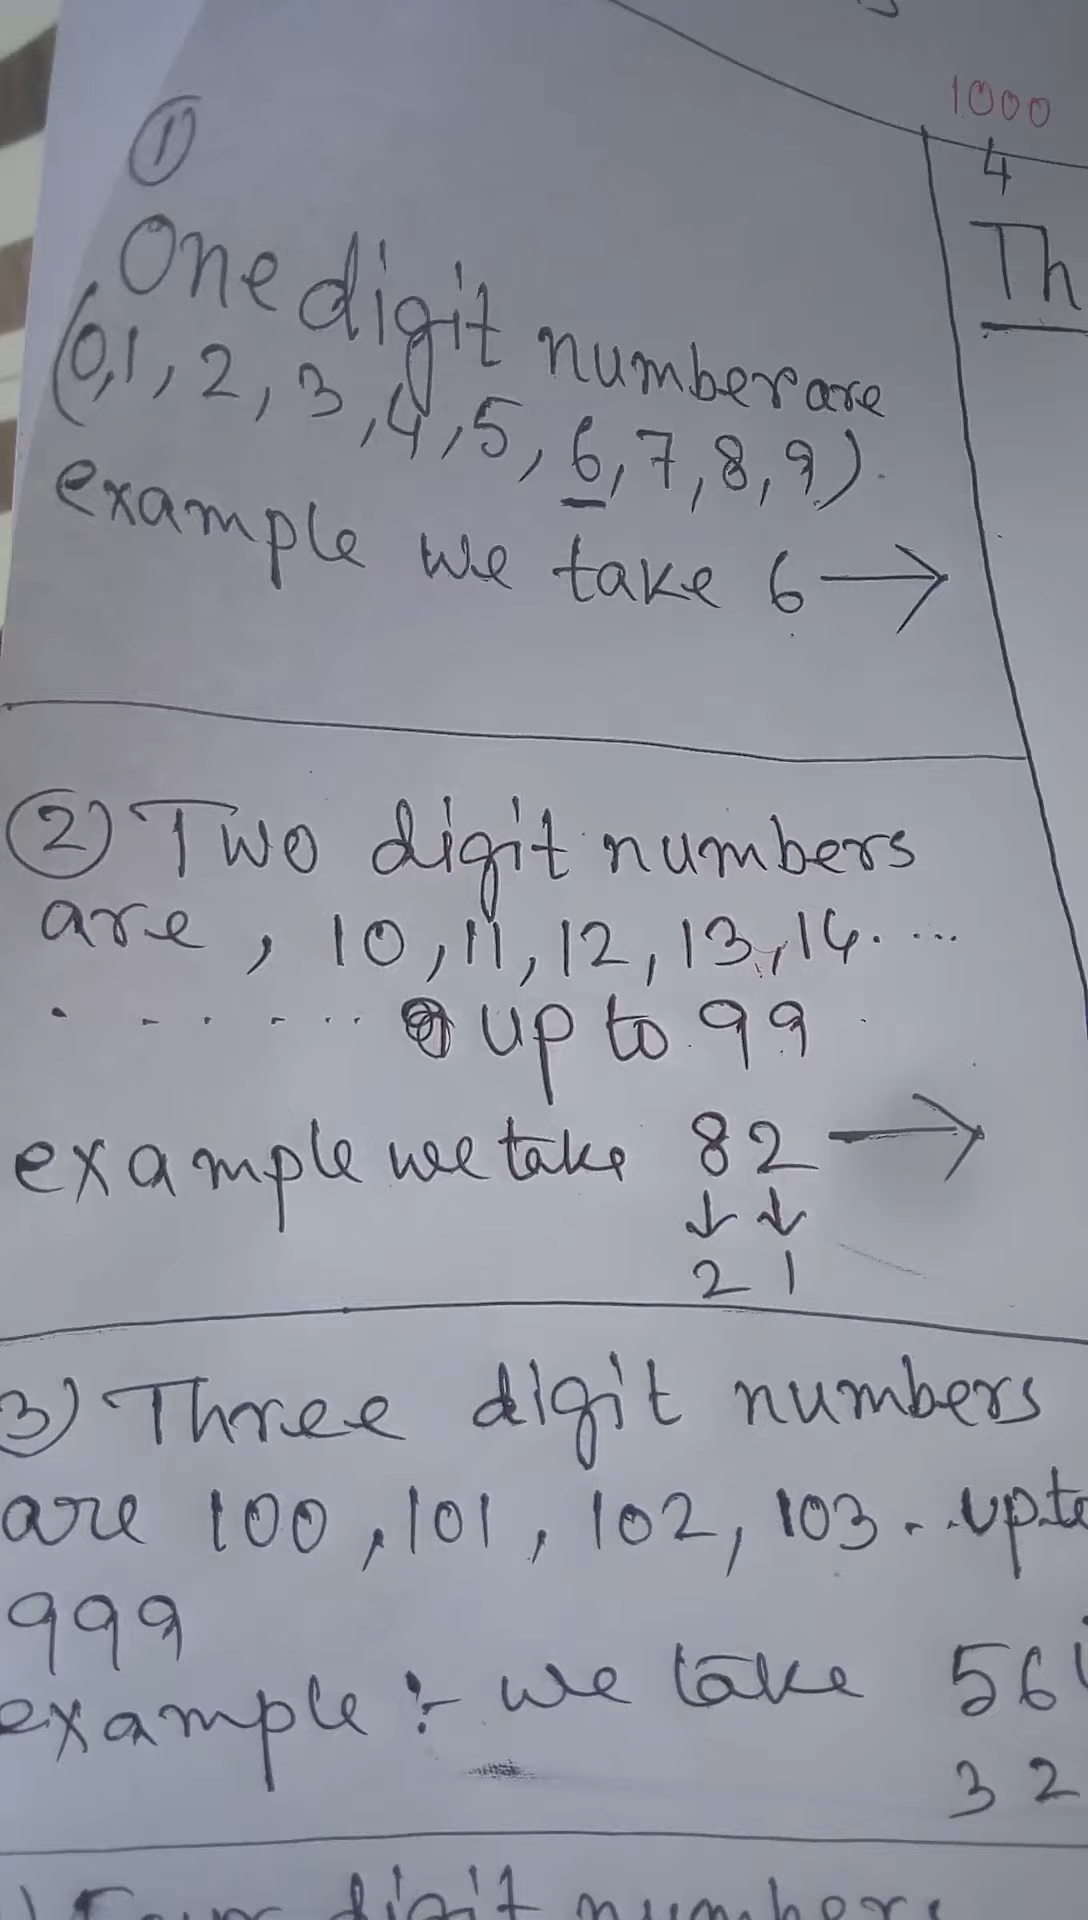 1
One digit number are
(0,1, 2, 3, 4, 5, 6, 7, 8, 9).
example we take 6 →
2 Two digit numbers
are, 10, 11, 12, 13, 14. ...
. . . . . . . up to 99
example we take 82 →
↓ ↓
2 1
3) Three digit numbers
are 100, 101, 102, 103 . . upto
999
example :- we take 56
3 2
digit numbers
1000
4
Th